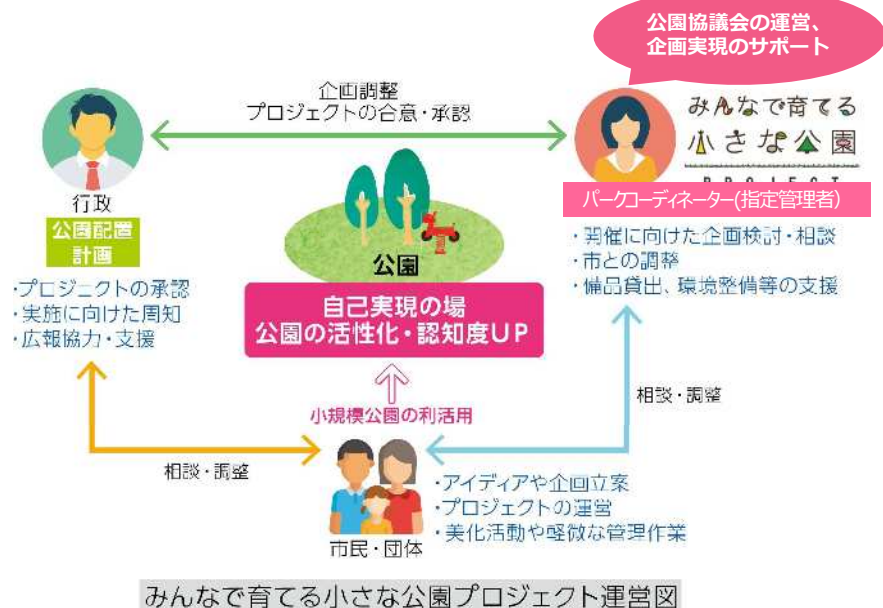 公園協議会の運営、
企画実現のサポート
企画調整
プロジェクトの合意・承認
みんなで育てる
小さな公園
行政
公園配置
計画
・プロジェクトの承認
・実施に向けた周知
・広報協力・支援
パークコーディネーター(指定管理者)
・開催に向けた企画検討・相談
・市との調整
・備品貸出、環境整備等の支援
公園
自己実現の場
公園の活性化・認知度UP
小規模公園の利活用
相談・調整
相談・調整
・アイディアや企画立案
・プロジェクトの運営
・美化活動や軽微な管理作業
市民・団体
みんなで育てる小さな公園プロジェクト運営図